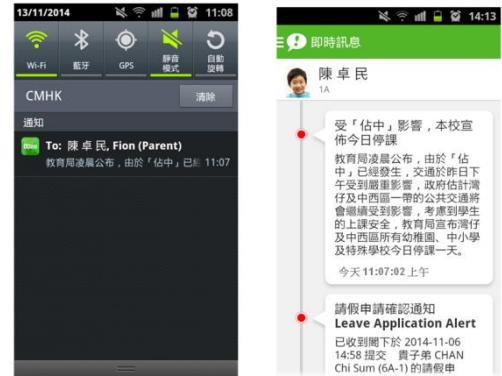 13/11/2014 11:08
Wi-Fi
藍牙
GPS
靜音
模式
自動
旋轉
CMHK
清除
通知
To: 陳 卓 民, Fion (Parent)
教育局凌晨公布，由於「佔中」已經 11:07
14:13
即時訊息
陳 卓 民
1A
受「佔中」影響，本校宣
佈今日停課
教育局凌晨公布，由於「佔
中」已經發生，交通於昨日下
午受到嚴重影響，政府估計灣
仔及中西區一帶的公共交通將
會繼續受到影響，考慮到學生
的上課安全，教育局宣布灣仔
及中西區所有幼稚園、中小學
及特殊學校今日停課一天。
今天 11:07:02 上午
請假申請確認通知
Leave Application Alert
已收到閣下於 2014-11-06
14:58 提交 貴子弟 CHAN
Chi Sum (6A-1) 的請假申